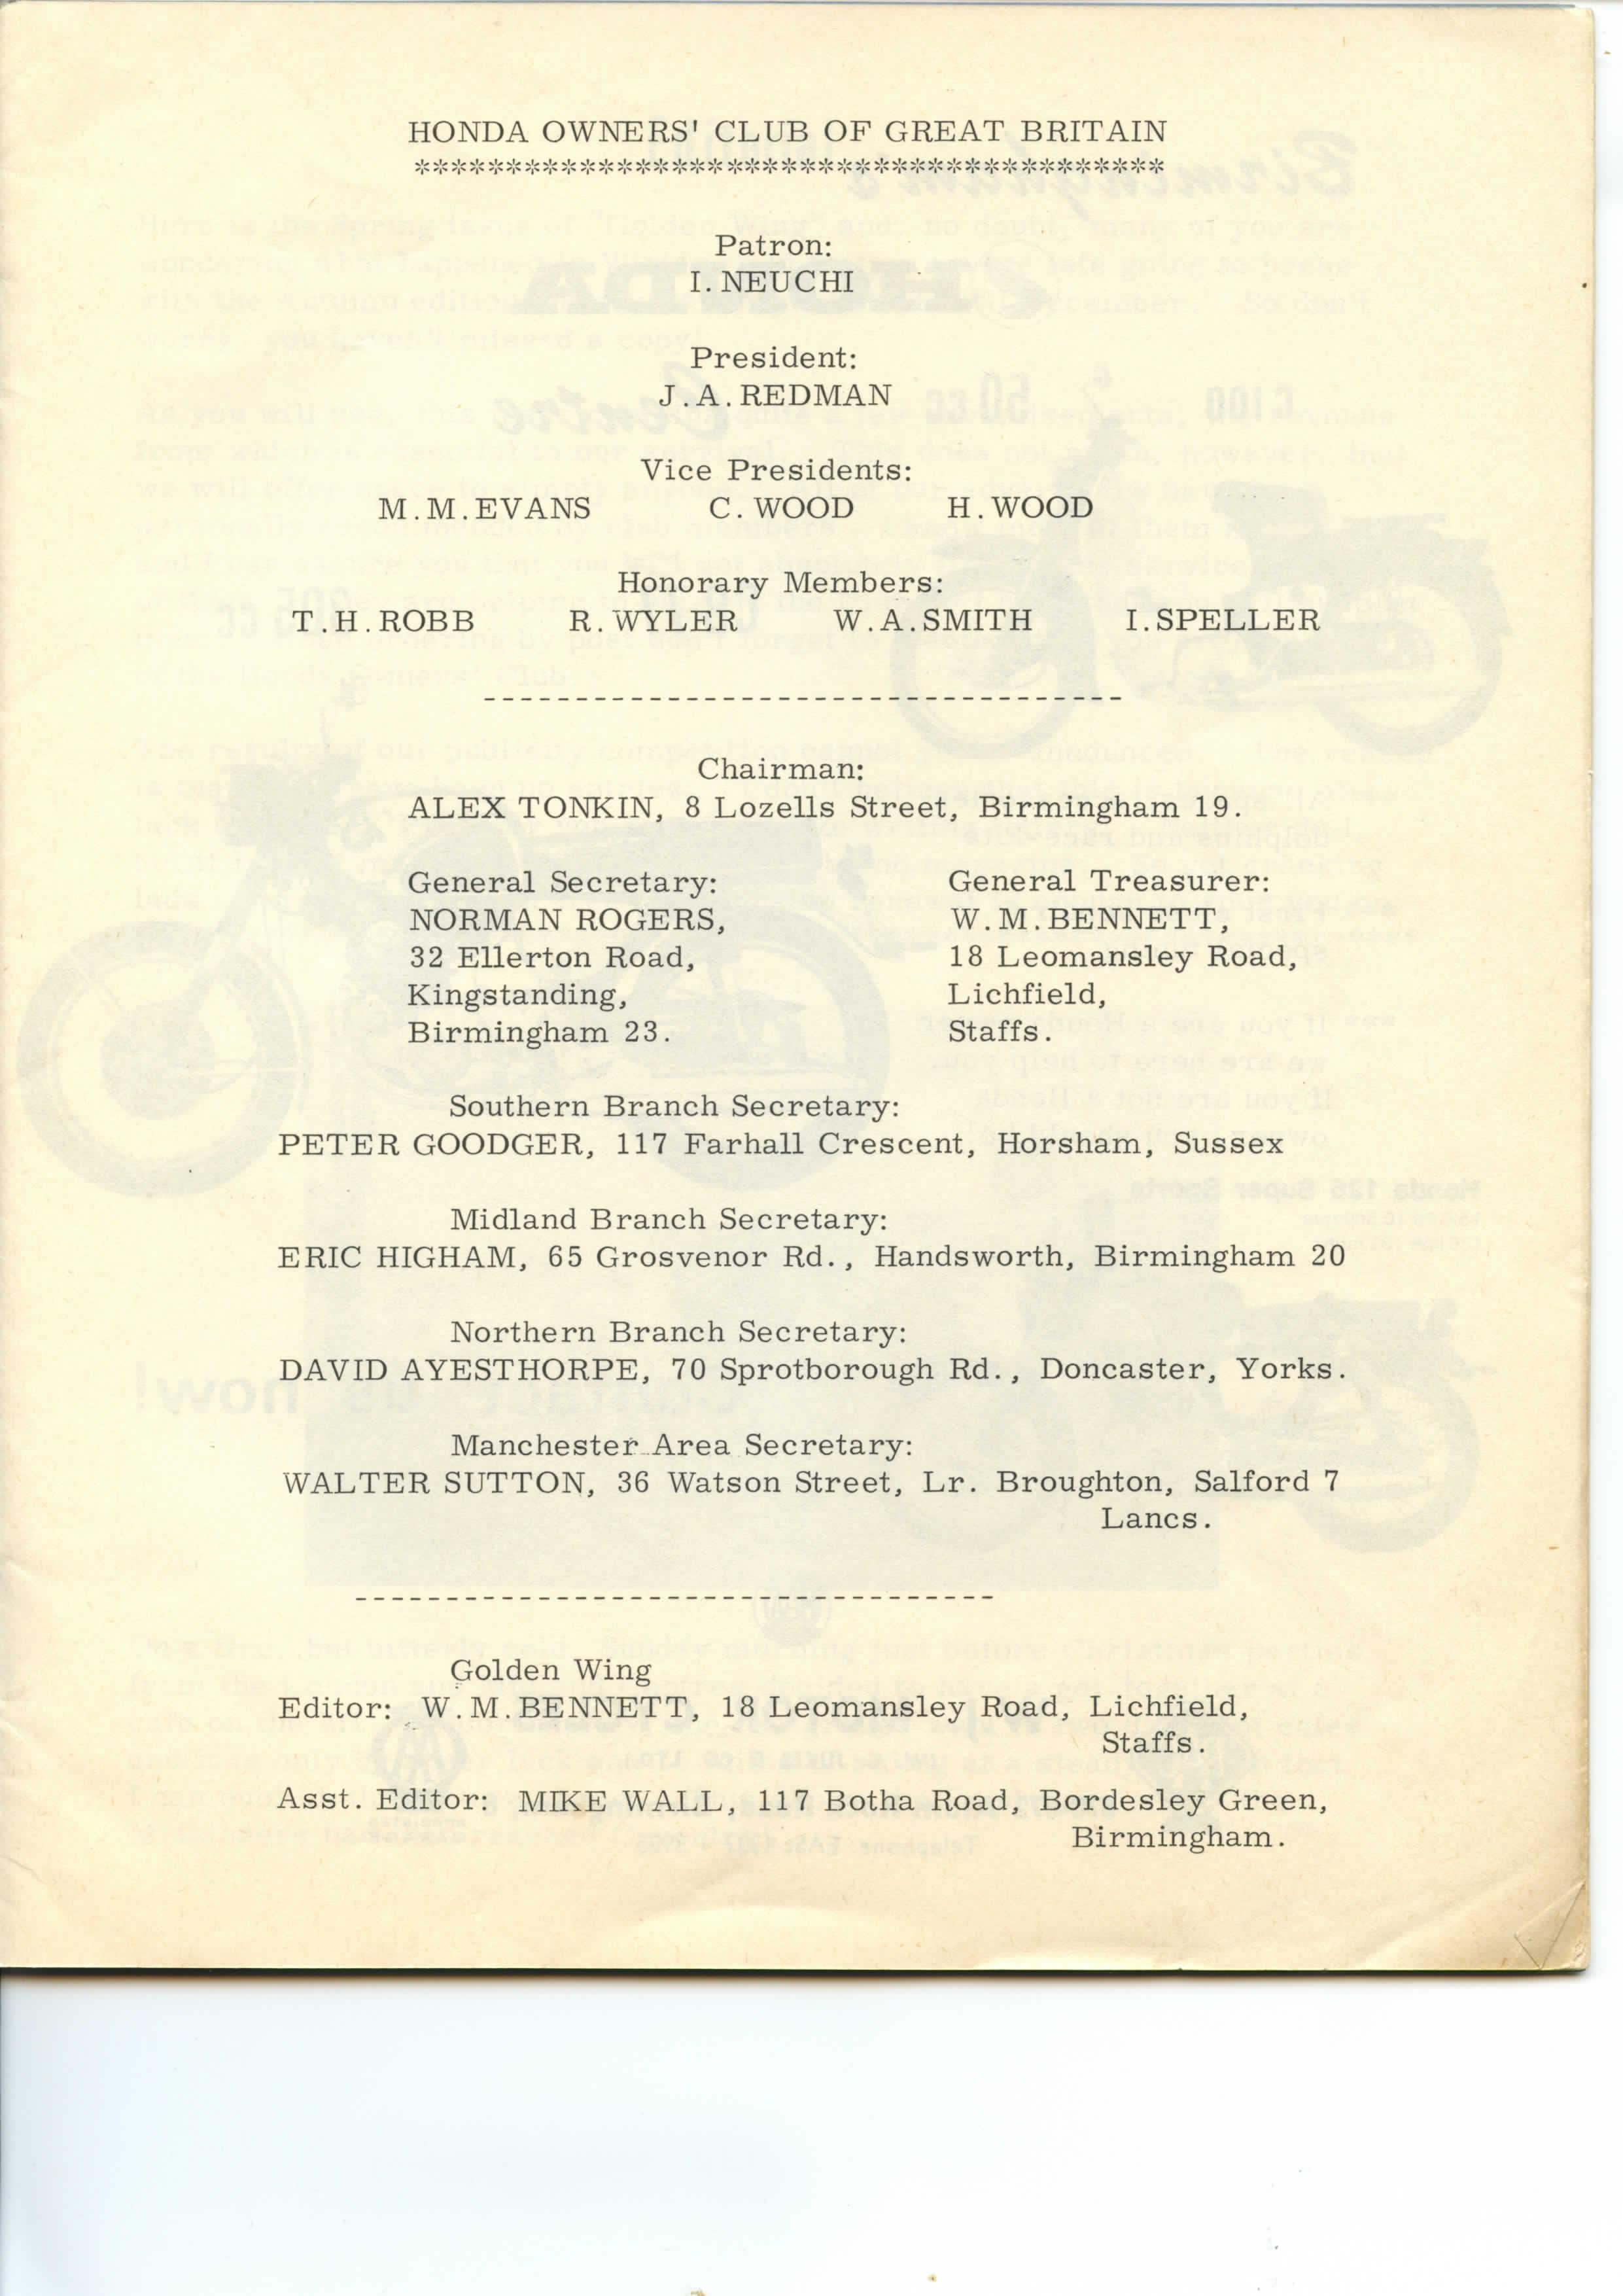 HONDA OWNERS' CLUB OF GREAT BRITAIN
*****************************************
Patron:
I. NEUCHI
President:
J.A.REDMAN
Vice Presidents:
M.M.EVANS C. WOOD H. WOOD
Honorary Members:
T.H.ROBB R. WYLER W.A.SMITH I.SPELLER
-----------------------------------
Chairman:
ALEX TONKIN, 8 Lozells Street, Birmingham 19.
General Secretary:
NORMAN ROGERS,
32 Ellerton Road,
Kingstanding,
Birmingham 23.
General Treasurer:
W.M.BENNETT,
18 Leomansley Road,
Lichfield,
Staffs.
Southern Branch Secretary:
PETER GOODGER, 117 Farhall Crescent, Horsham, Sussex
Midland Branch Secretary:
ERIC HIGHAM, 65 Grosvenor Rd., Handsworth, Birmingham 20
Northern Branch Secretary:
DAVID AYESTHORPE, 70 Sprotborough Rd., Doncaster, Yorks.
Manchester Area Secretary:
WALTER SUTTON, 36 Watson Street, Lr. Broughton, Salford 7
Lancs.
-----------------------------------
Golden Wing
Editor: W.M.BENNETT, 18 Leomansley Road, Lichfield,
Staffs.
Asst. Editor: MIKE WALL, 117 Botha Road, Bordesley Green,
Birmingham.